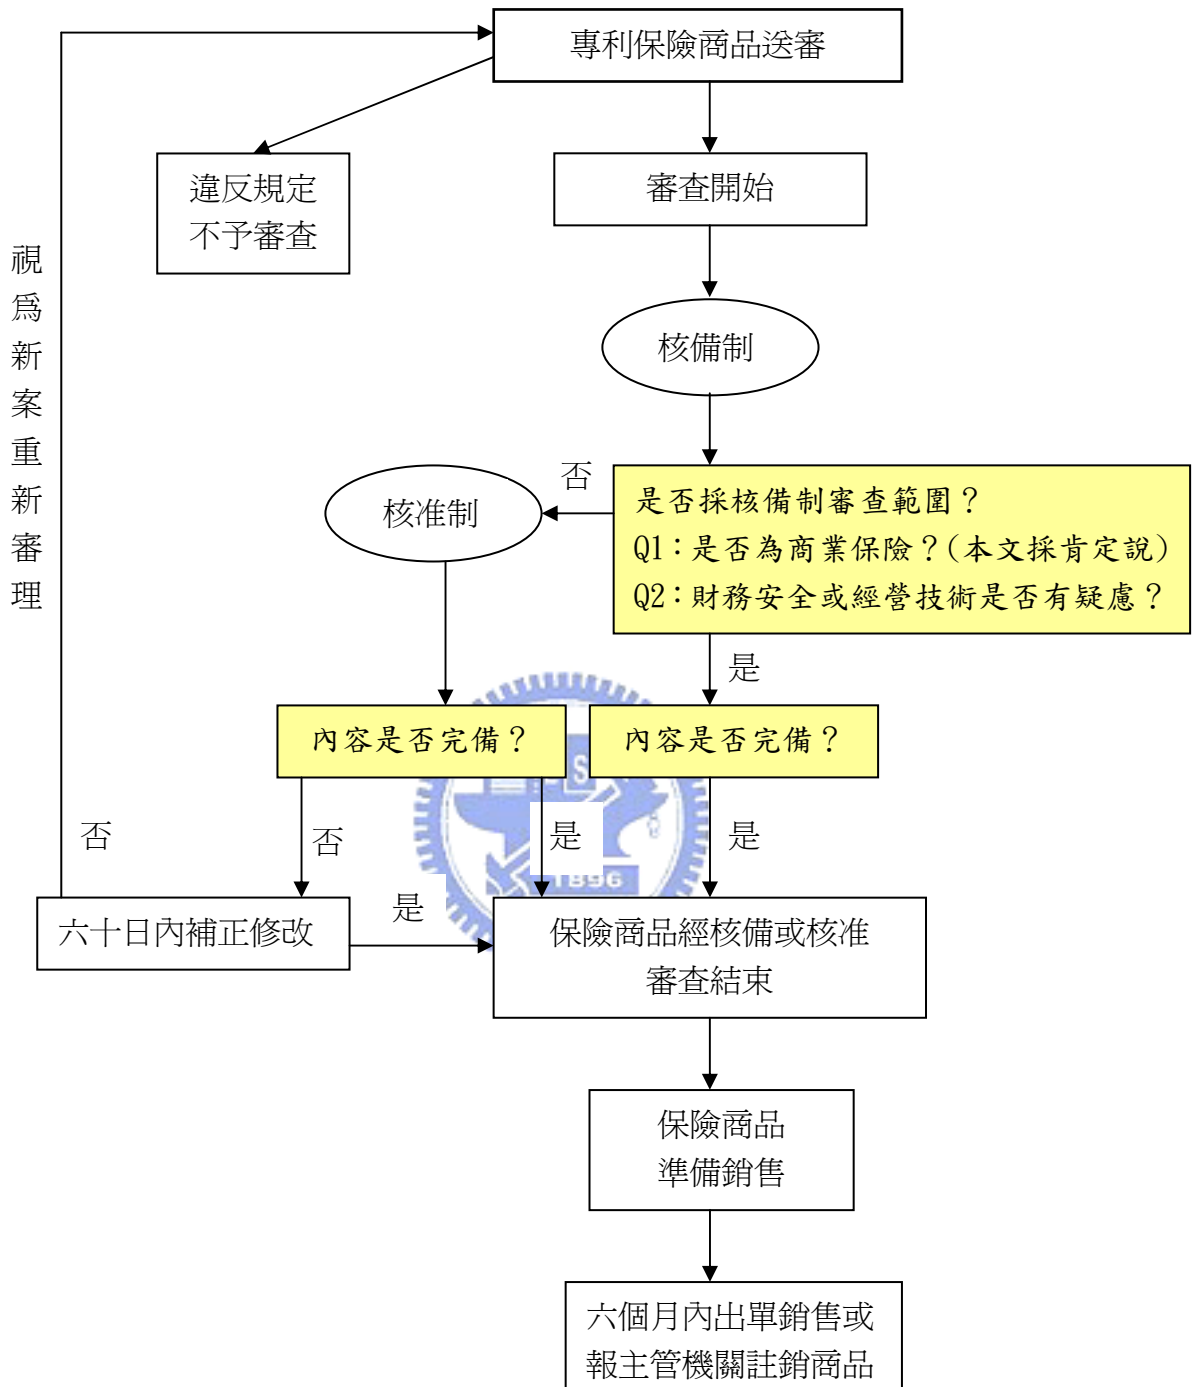 專利保險商品送審
違反規定
不予審查
審查開始
視為新案重新審理
核備制
否
核准制
是否採核備制審查範圍？
Q1：是否為商業保險？(本文採肯定說)
Q2：財務安全或經營技術是否有疑慮？
是
內容是否完備？
內容是否完備？
S
否
否
是
是
1896
六十日內補正修改
是
保險商品經核備或核准
審查結束
保險商品
準備銷售
六個月內出單銷售或
報主管機關註銷商品